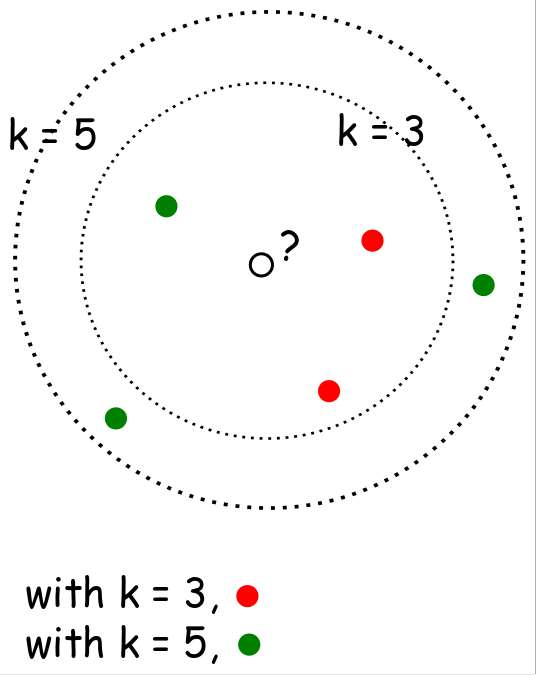 k = 5
k = 3
?
with k = 3,
with k = 5,